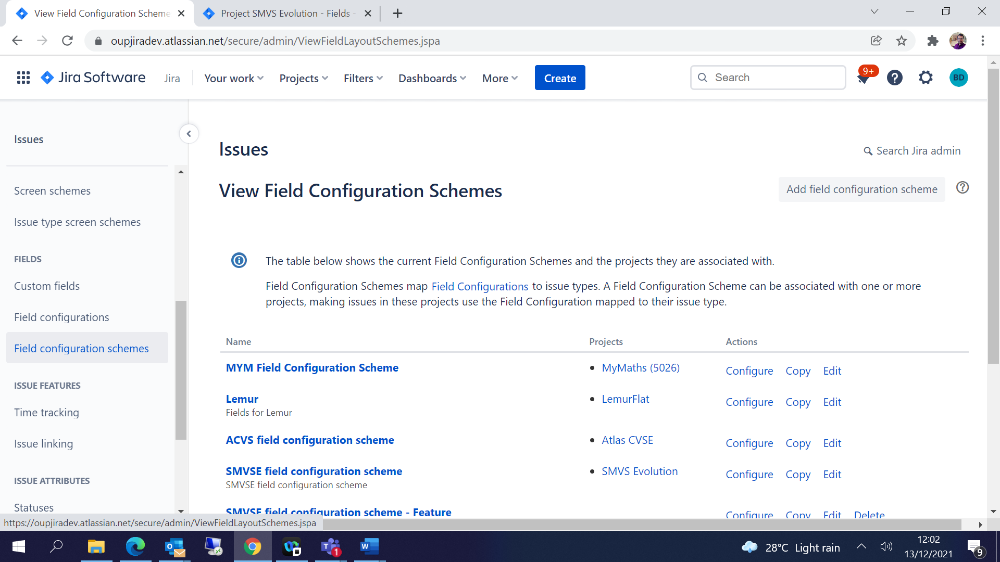 View Field Configuration Scheme
Project SMVS Evolution - Fields -
oupjiradev.atlassian.net/secure/admin/ViewFieldLayoutSchemes.jspa
Jira Software
Jira
Your work
Projects
Filters
Dashboards
More
Create
Search
9+
BD
Issues
Screen schemes
Issue type screen schemes
FIELDS
Custom fields
Field configurations
Field configuration schemes
ISSUE FEATURES
Time tracking
Issue linking
ISSUE ATTRIBUTES
Statuses
Issues
Search Jira admin
View Field Configuration Schemes
Add field configuration scheme
The table below shows the current Field Configuration Schemes and the projects they are associated with.
Field Configuration Schemes map Field Configurations to issue types. A Field Configuration Scheme can be associated with one or more
projects, making issues in these projects use the Field Configuration mapped to their issue type.
Name Projects Actions
MYM Field Configuration Scheme • MyMaths (5026) Configure Copy Edit
Lemur • LemurFlat Configure Copy Edit
Fields for Lemur
ACVS field configuration scheme • Atlas CVSE Configure Copy Edit
SMVSE field configuration scheme • SMVS Evolution Configure Copy Edit
SMVSE field configuration scheme
SMVSE field configuration scheme - Feature Configure Copy Edit Delete
https://oupjiradev.atlassian.net/secure/admin/ViewFieldLayoutSchemes.jspa
1
28°C Light rain
12:02
13/12/2021
9